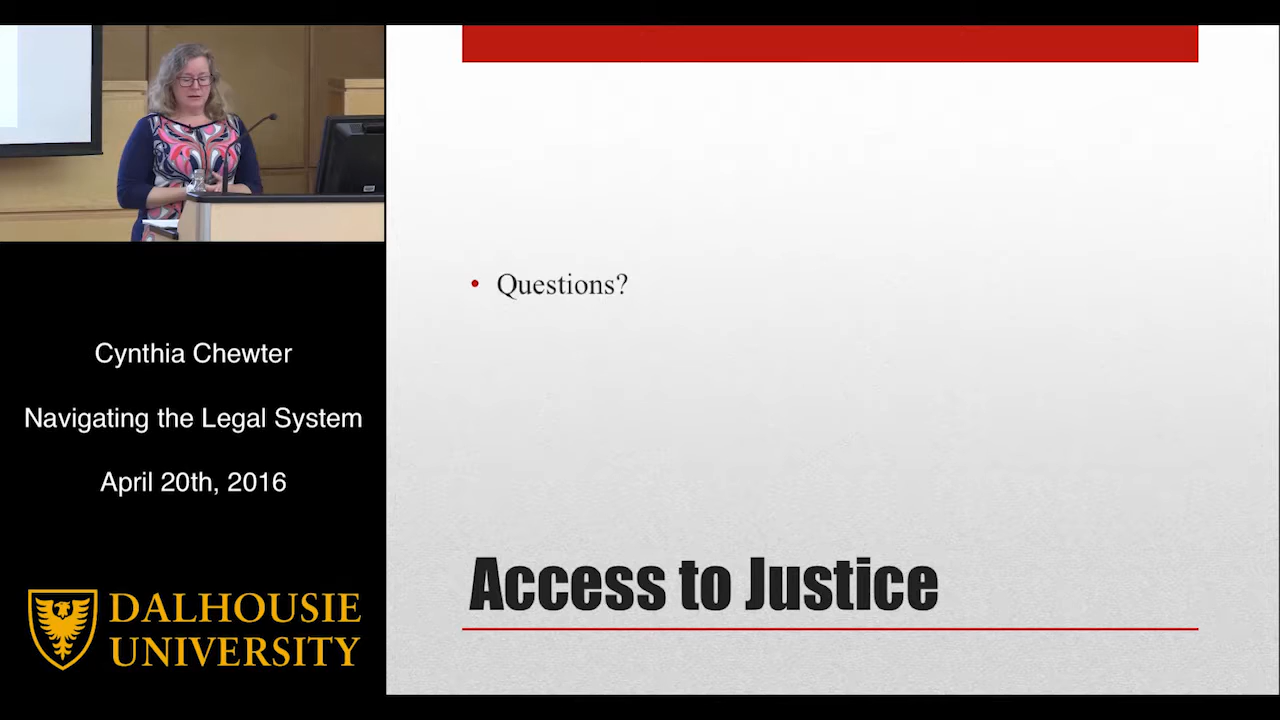 Cynthia Chewter
Navigating the Legal System
April 20th, 2016
DALHOUSIE
UNIVERSITY
• Questions?
Access to Justice